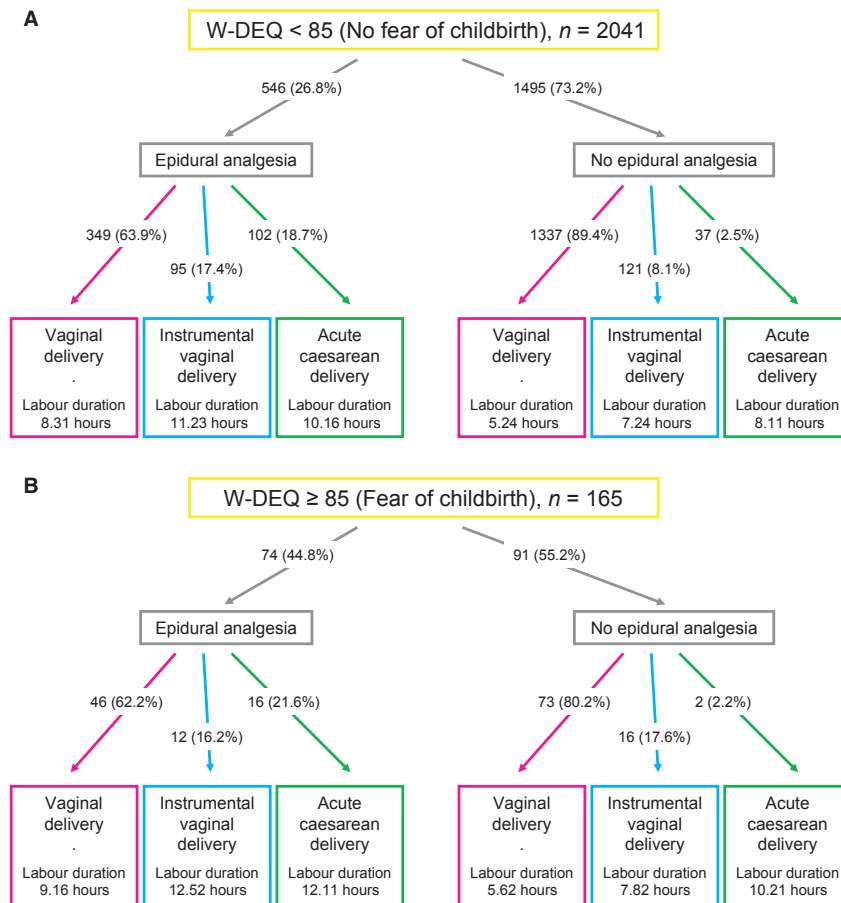 A
W-DEQ < 85 (No fear of childbirth), n = 2041
546 (26.8%)
1495 (73.2%)
Epidural analgesia
No epidural analgesia
349 (63.9%)
102 (18.7%)
1337 (89.4%)
37 (2.5%)
95 (17.4%)
121 (8.1%)
Vaginal
delivery
.
Labour duration
8.31 hours
Instrumental
vaginal
delivery
Labour duration
11.23 hours
Acute
caesarean
delivery
Labour duration
10.16 hours
Vaginal
delivery
.
Labour duration
5.24 hours
Instrumental
vaginal
delivery
Labour duration
7.24 hours
Acute
caesarean
delivery
Labour duration
8.11 hours
B
W-DEQ ≥ 85 (Fear of childbirth), n = 165
74 (44.8%)
91 (55.2%)
Epidural analgesia
No epidural analgesia
46 (62.2%)
16 (21.6%)
73 (80.2%)
2 (2.2%)
12 (16.2%)
16 (17.6%)
Vaginal
delivery
.
Labour duration
9.16 hours
Instrumental
vaginal
delivery
Labour duration
12.52 hours
Acute
caesarean
delivery
Labour duration
12.11 hours
Vaginal
delivery
.
Labour duration
5.62 hours
Instrumental
vaginal
delivery
Labour duration
7.82 hours
Acute
caesarean
delivery
Labour duration
10.21 hours